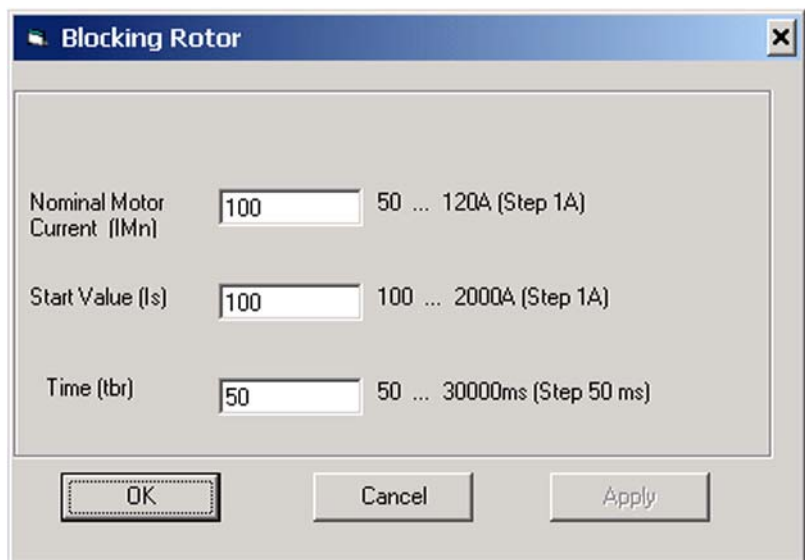 Blocking Rotor
Nominal Motor
Current (IMn)
100
50 ... 120A (Step 1A)
Start Value (Is)
100
100 ... 2000A (Step 1A)
Time (tbr)
50
50 ... 30000ms (Step 50 ms)
OK
Cancel
Apply